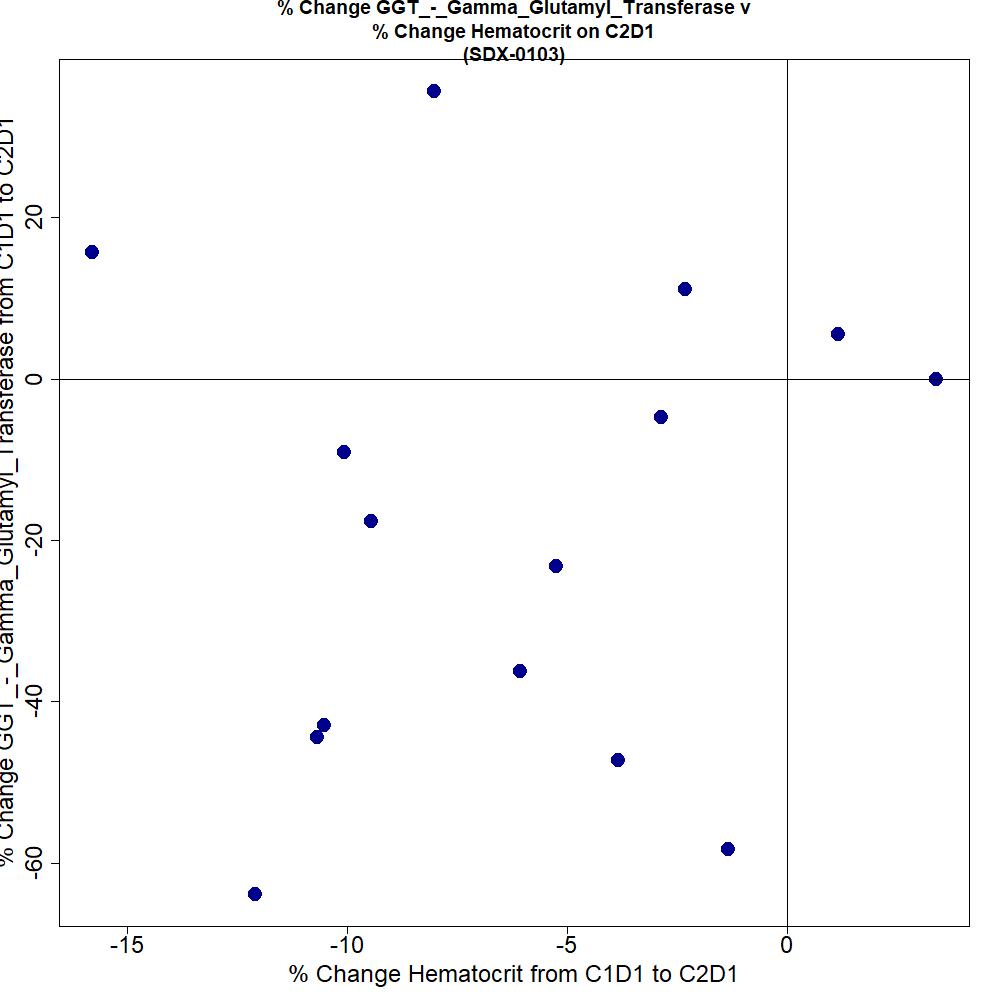 % Change GGT_-_Gamma_Glutamyl_Transferase v
% Change Hematocrit on C2D1
(SDX-0103)
% Change GGT_-_Gamma_Glutamyl_Transferase from C1D1 to C2D1
20
0
-20
-40
-60
-15
-10
-5
0
% Change Hematocrit from C1D1 to C2D1